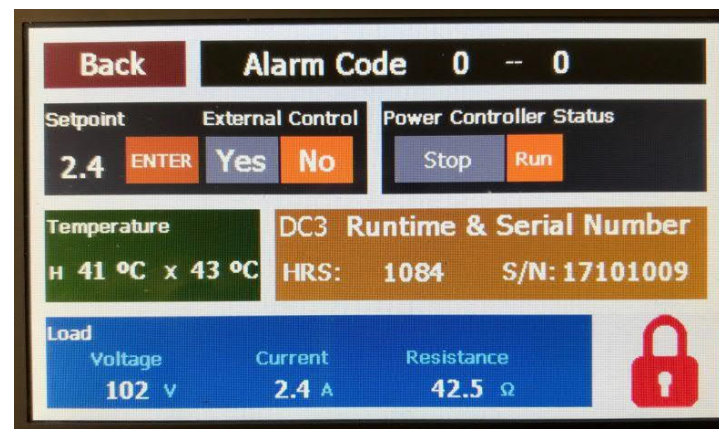 Back Alarm Code 0 -- 0
Setpoint External Control Power Controller Status
2.4 ENTER Yes No Stop Run
Temperature DC3 Runtime & Serial Number
H 41 ºC x 43 ºC HRS: 1084 S/N: 17101009
Load
Voltage Current Resistance
102 V 2.4 A 42.5 Ω